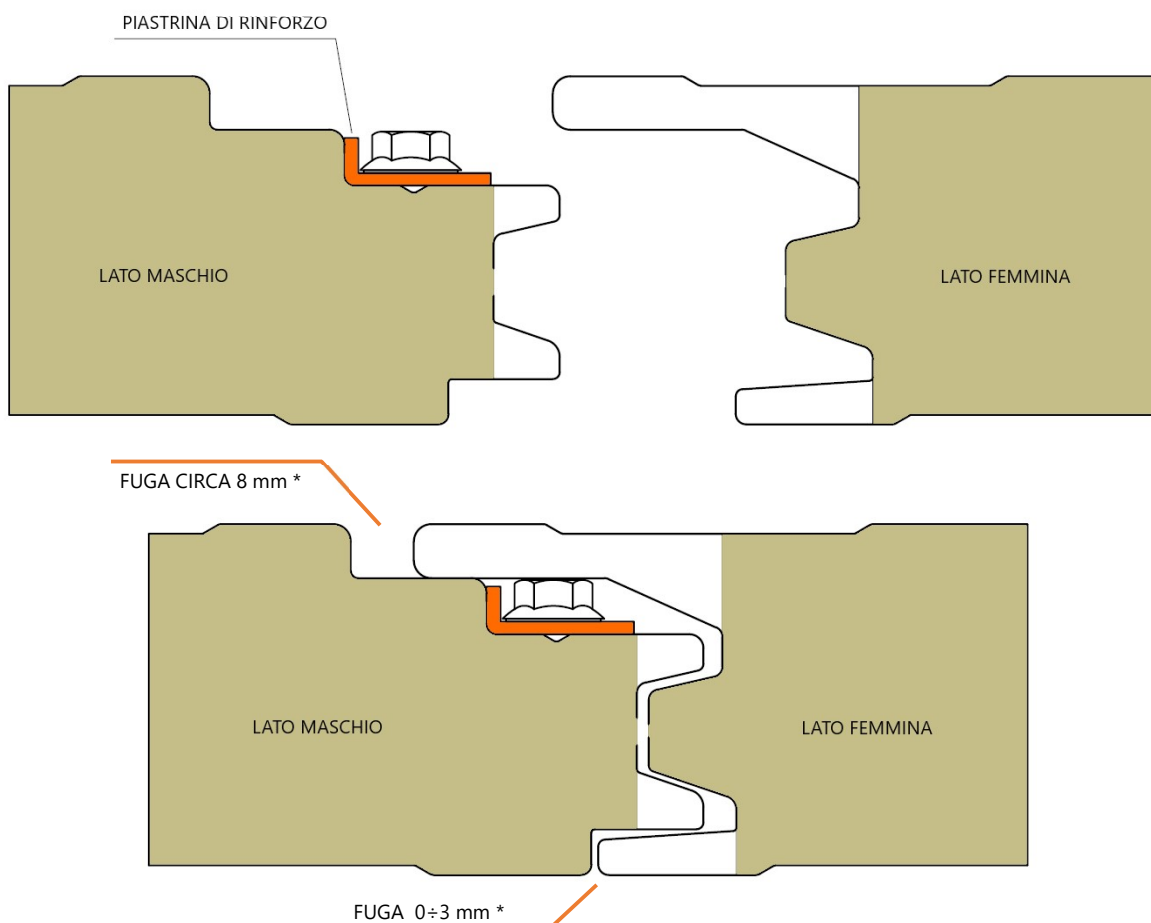 PIASTRINA DI RINFORZO
LATO MASCHIO
LATO FEMMINA
FUGA CIRCA 8 mm *
LATO MASCHIO
LATO FEMMINA
FUGA 0÷3 mm *